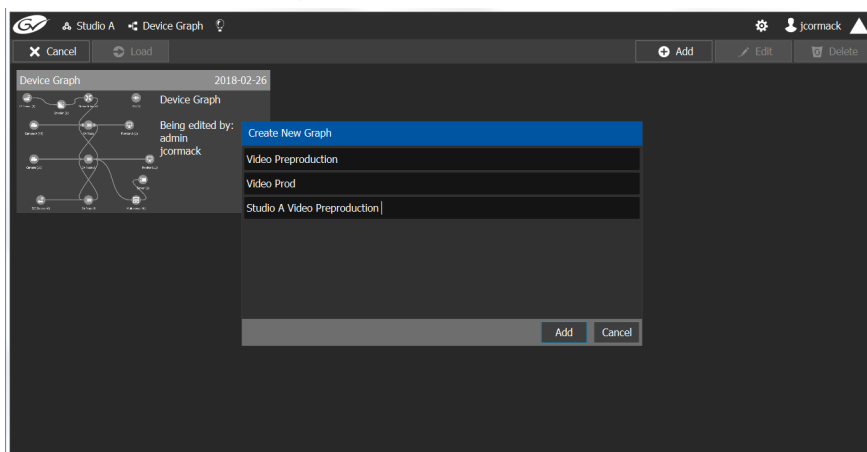 GV Studio A Device Graph jcormack
Cancel Load Add Edit Delete
Device Graph 2018-02-26
Device Graph
Being edited by:
admin
jcormack
Create New Graph
Video Preproduction
Video Prod
Studio A Video Preproduction
Add Cancel